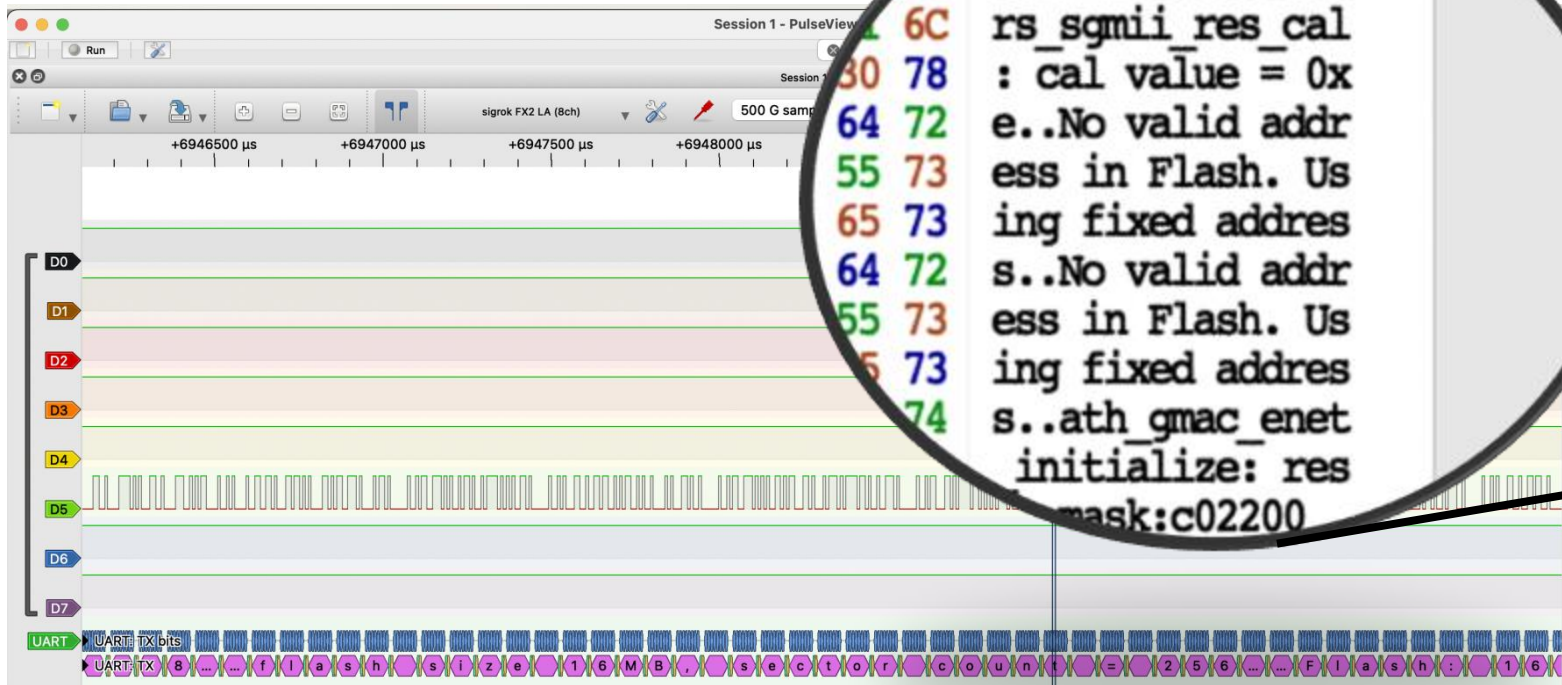 Session 1 - PulseView
Run
Session 1
sigrok FX2 LA (8ch)
500 G samp
+6946500 µs +6947000 µs +6947500 µs +6948000 µs
D0
D1
D2
D3
D4
D5
D6
D7
UART UART: TX bits
UART: TX 8 … … f l a s h s i z e 1 6 M B , s e c t o r c o u n t = 2 5 6 … … F l a s h : 1 6
6C rs_sgmii_res_cal
30 78 : cal value = 0x
64 72 e..No valid addr
55 73 ess in Flash. Us
65 73 ing fixed addres
64 72 s..No valid addr
55 73 ess in Flash. Us
73 ing fixed addres
74 s..ath_gmac_enet
initialize: res
mask:c02200